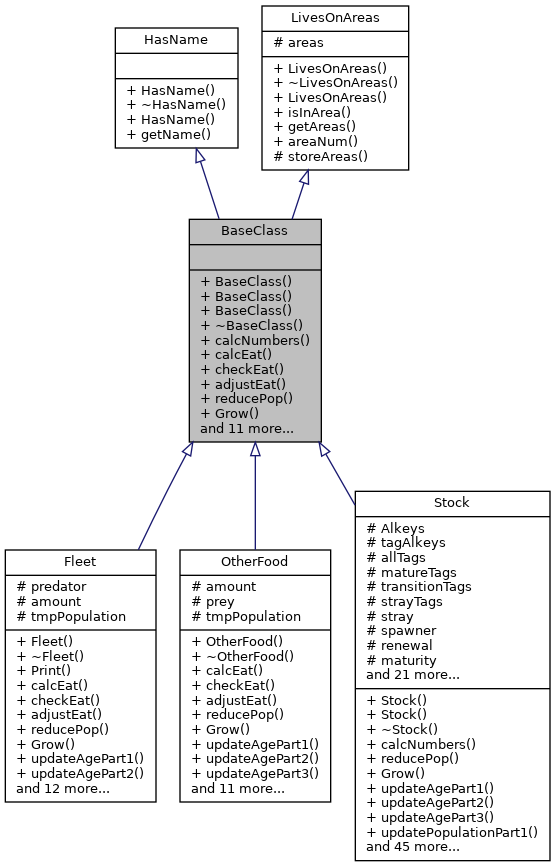 HasName
+ HasName()
+ ~HasName()
+ HasName()
+ getName()
LivesOnAreas
# areas
+ LivesOnAreas()
+ ~LivesOnAreas()
+ LivesOnAreas()
+ isInArea()
+ getAreas()
+ areaNum()
# storeAreas()
BaseClass
+ BaseClass()
+ BaseClass()
+ BaseClass()
+ ~BaseClass()
+ calcNumbers()
+ calcEat()
+ checkEat()
+ adjustEat()
+ reducePop()
+ Grow()
and 11 more...
Fleet
# predator
# amount
# tmpPopulation
+ Fleet()
+ ~Fleet()
+ Print()
+ calcEat()
+ checkEat()
+ adjustEat()
+ reducePop()
+ Grow()
+ updateAgePart1()
+ updateAgePart2()
and 12 more...
OtherFood
# amount
# prey
# tmpPopulation
+ OtherFood()
+ ~OtherFood()
+ calcEat()
+ checkEat()
+ adjustEat()
+ reducePop()
+ Grow()
+ updateAgePart1()
+ updateAgePart2()
+ updateAgePart3()
and 11 more...
Stock
# Alkeys
# tagAlkeys
# allTags
# matureTags
# transitionTags
# strayTags
# stray
# spawner
# renewal
# maturity
and 21 more...
+ Stock()
+ Stock()
+ ~Stock()
+ calcNumbers()
+ reducePop()
+ Grow()
+ updateAgePart1()
+ updateAgePart2()
+ updateAgePart3()
+ updatePopulationPart1()
and 45 more...